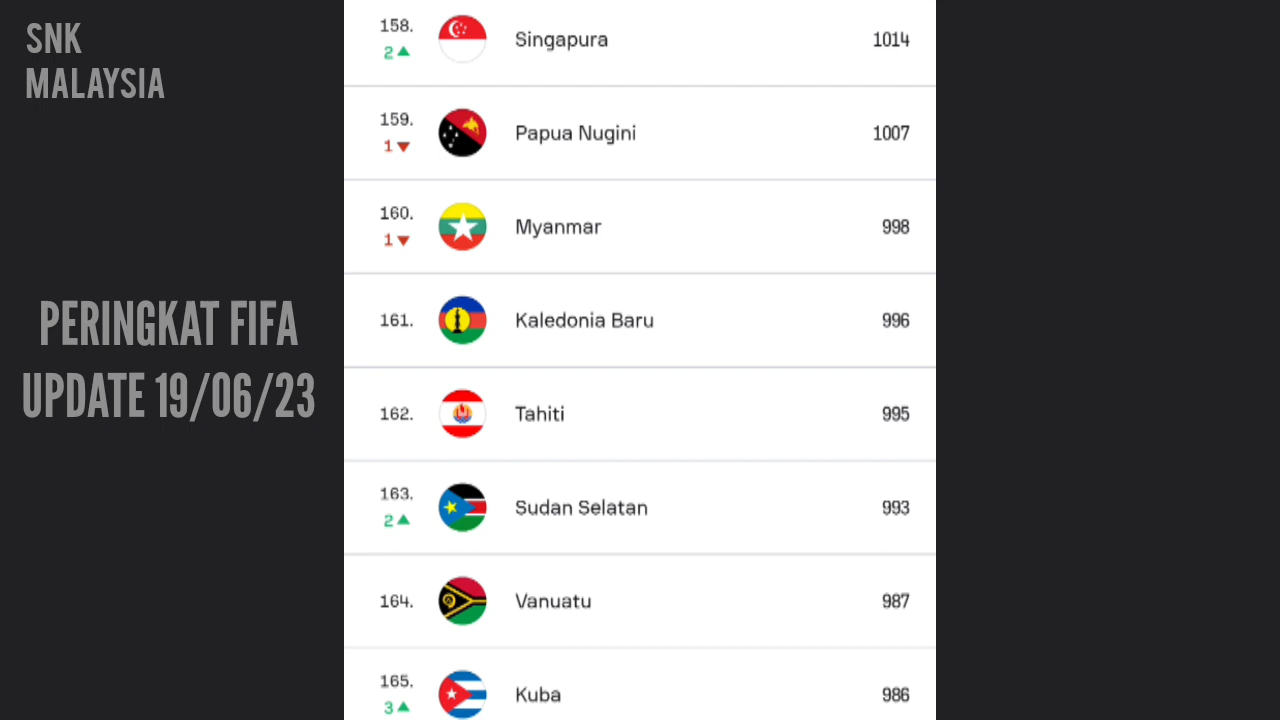 SNK
MALAYSIA
PERINGKAT FIFA
UPDATE 19/06/23
158. Singapura 1014
2▲
159. Papua Nugini 1007
1▼
160. Myanmar 998
1▼
161. Kaledonia Baru 996
162. Tahiti 995
163. Sudan Selatan 993
2▲
164. Vanuatu 987
165. Kuba 986
3▲